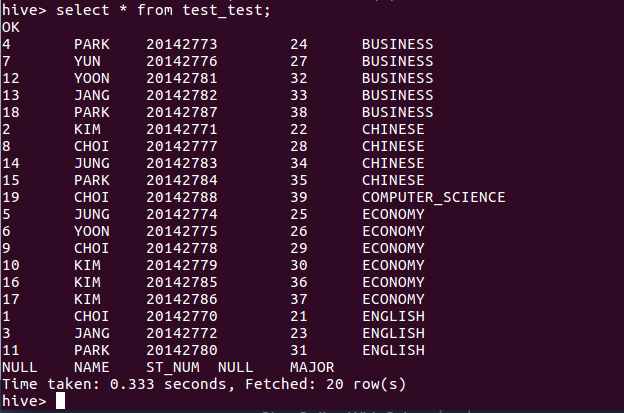 hive> select * from test_test;
OK
4 PARK 20142773 24 BUSINESS
7 YUN 20142776 27 BUSINESS
12 YOON 20142781 32 BUSINESS
13 JANG 20142782 33 BUSINESS
18 PARK 20142787 38 BUSINESS
2 KIM 20142771 22 CHINESE
8 CHOI 20142777 28 CHINESE
14 JUNG 20142783 34 CHINESE
15 PARK 20142784 35 CHINESE
19 CHOI 20142788 39 COMPUTER_SCIENCE
5 JUNG 20142774 25 ECONOMY
6 YOON 20142775 26 ECONOMY
9 CHOI 20142778 29 ECONOMY
10 KIM 20142779 30 ECONOMY
16 KIM 20142785 36 ECONOMY
17 KIM 20142786 37 ECONOMY
1 CHOI 20142770 21 ENGLISH
3 JANG 20142772 23 ENGLISH
11 PARK 20142780 31 ENGLISH
NULL NAME ST_NUM NULL MAJOR
Time taken: 0.333 seconds, Fetched: 20 row(s)
hive>